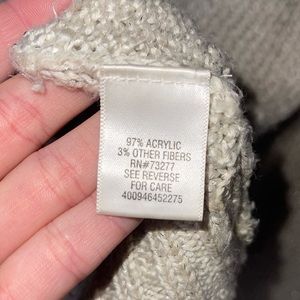 97% ACRYLIC
3% OTHER FIBERS
RN#73277
SEE REVERSE
FOR CARE
400946452275